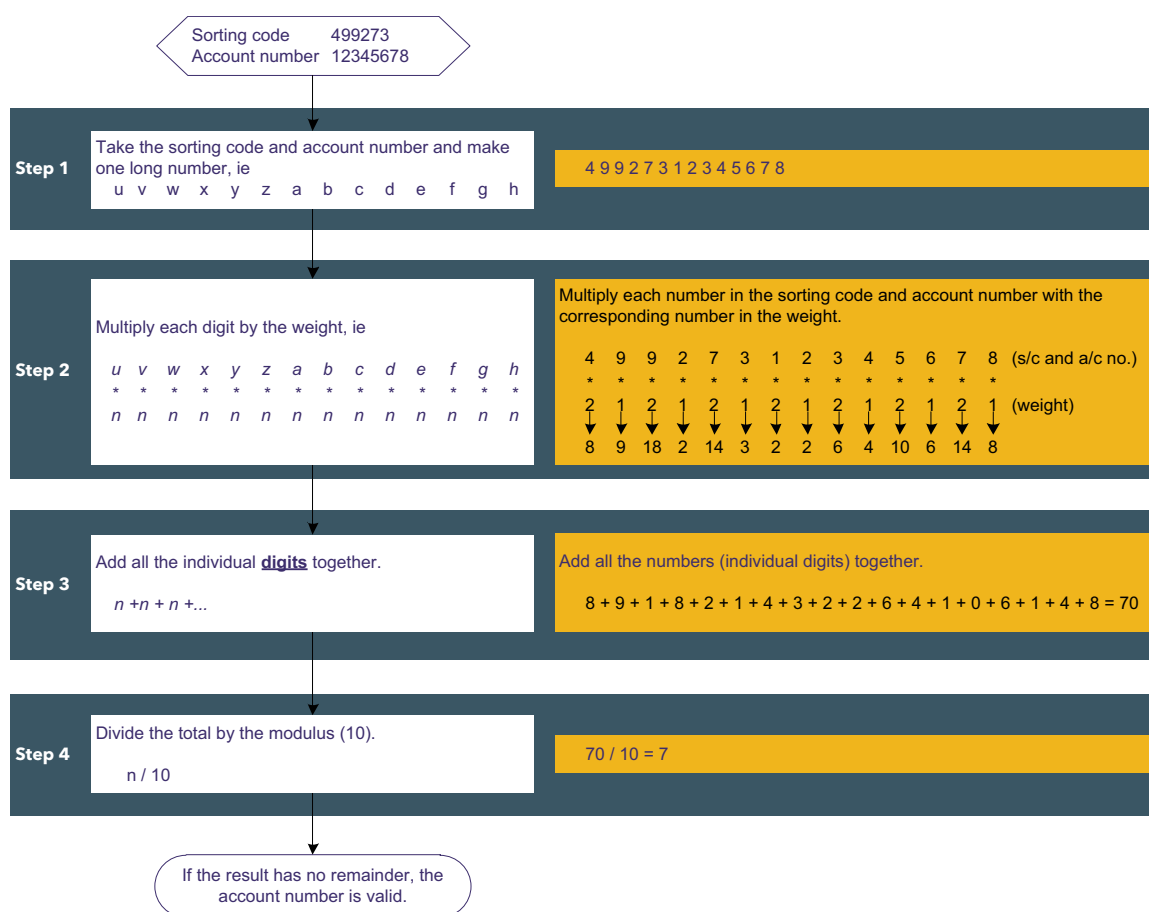 Sorting code 499273
Account number 12345678
Step 1
Take the sorting code and account number and make
one long number, ie
u v w x y z a b c d e f g h
4 9 9 2 7 3 1 2 3 4 5 6 7 8
Step 2
Multiply each digit by the weight, ie
u v w x y z a b c d e f g h
* * * * * * * * * * * * * *
n n n n n n n n n n n n n n
Multiply each number in the sorting code and account number with the
corresponding number in the weight.
4 9 9 2 7 3 1 2 3 4 5 6 7 8 (s/c and a/c no.)
* * * * * * * * * * * * * *
2 1 2 1 2 1 2 1 2 1 2 1 2 1 (weight)
8 9 18 2 14 3 2 2 6 4 10 6 14 8
Step 3
Add all the individual digits together.
n +n + n +...
Add all the numbers (individual digits) together.
8 + 9 + 1 + 8 + 2 + 1 + 4 + 3 + 2 + 2 + 6 + 4 + 1 + 0 + 6 + 1 + 4 + 8 = 70
Step 4
Divide the total by the modulus (10).
n / 10
70 / 10 = 7
If the result has no remainder, the
account number is valid.